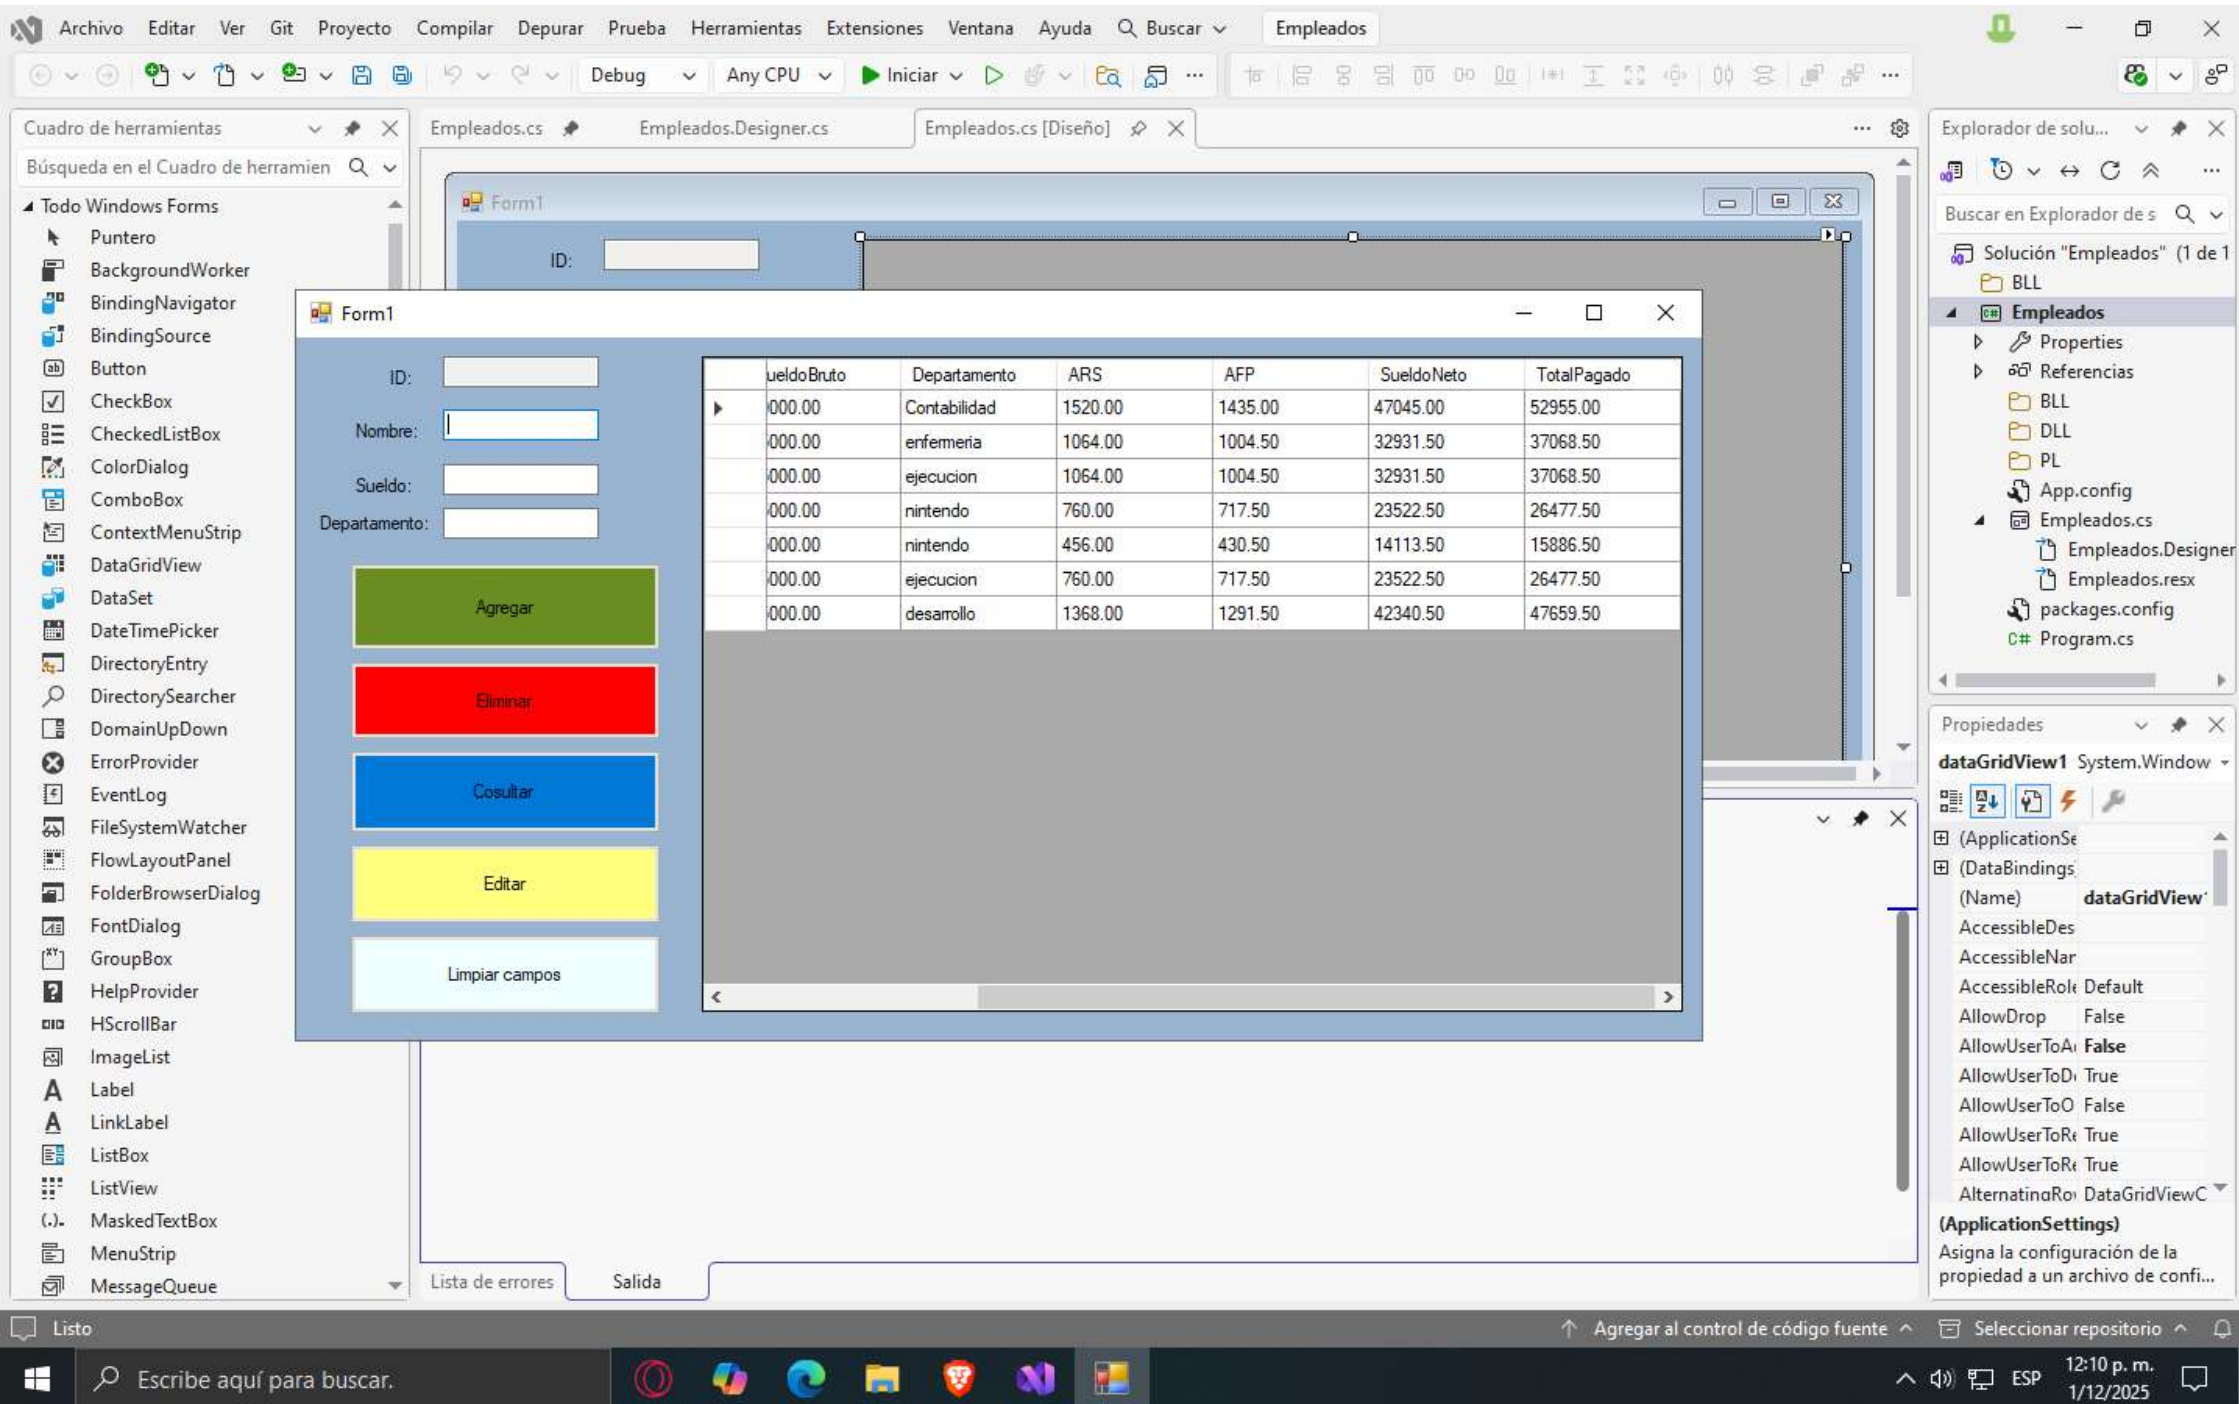 Archivo Editar Ver Git Proyecto Compilar Depurar Prueba Herramientas Extensiones Ventana Ayuda Buscar Empleados
Debug Any CPU Iniciar
Cuadro de herramientas
Búsqueda en el Cuadro de herramien
Todo Windows Forms
Puntero
BackgroundWorker
BindingNavigator
BindingSource
Button
CheckBox
CheckedListBox
ColorDialog
ComboBox
ContextMenuStrip
DataGridView
DataSet
DateTimePicker
DirectoryEntry
DirectorySearcher
DomainUpDown
ErrorProvider
EventLog
FileSystemWatcher
FlowLayoutPanel
FolderBrowserDialog
FontDialog
GroupBox
HelpProvider
HScrollBar
ImageList
Label
LinkLabel
ListBox
ListView
MaskedTextBox
MenuStrip
MessageQueue
Empleados.cs Empleados.Designer.cs Empleados.cs [Diseño]
Form1
ID:
Form1
ID:
Nombre:
Sueldo:
Departamento:
Agregar
Eliminar
Cosultar
Editar
Limpiar campos
ueldoBruto Departamento ARS AFP SueldoNeto TotalPagado
000.00 Contabilidad 1520.00 1435.00 47045.00 52955.00
000.00 enfermeria 1064.00 1004.50 32931.50 37068.50
000.00 ejecucion 1064.00 1004.50 32931.50 37068.50
000.00 nintendo 760.00 717.50 23522.50 26477.50
000.00 nintendo 456.00 430.50 14113.50 15886.50
000.00 ejecucion 760.00 717.50 23522.50 26477.50
000.00 desarrollo 1368.00 1291.50 42340.50 47659.50
Lista de errores Salida
Explorador de solu...
Buscar en Explorador de s
Solución "Empleados" (1 de 1
BLL
Empleados
Properties
Referencias
BLL
DLL
PL
App.config
Empleados.cs
Empleados.Designer
Empleados.resx
packages.config
C# Program.cs
Propiedades
dataGridView1 System.Window
(ApplicationSe
(DataBindings
(Name) dataGridView
AccessibleDes
AccessibleNar
AccessibleRole Default
AllowDrop False
AllowUserToA False
AllowUserToD True
AllowUserToO False
AllowUserToRe True
AllowUserToRe True
AlternatingRo DataGridViewC
(ApplicationSettings)
Asigna la configuración de la
propiedad a un archivo de confi...
Listo Agregar al control de código fuente Seleccionar repositorio
Escribe aquí para buscar. ESP 12:10 p. m.
1/12/2025